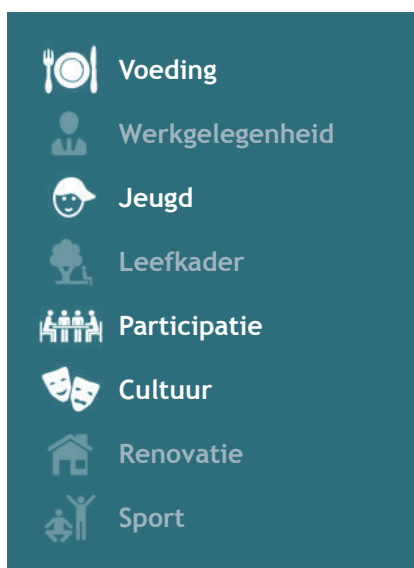 Voeding
Werkgelegenheid
Jeugd
Leefkader
Participatie
Cultuur
Renovatie
Sport